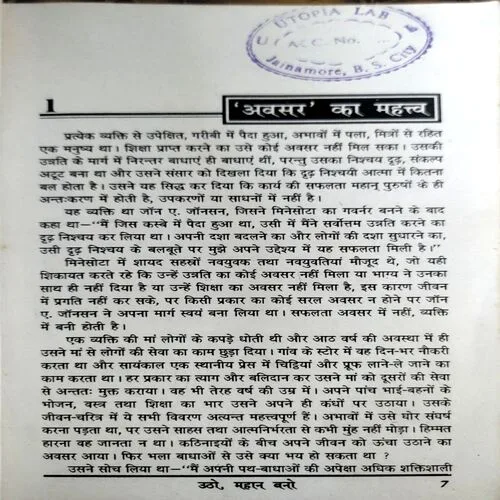 UTOPIA LAB
A.C. No.
Jainamore, B. S. City
1
‘अवसर’ का महत्त्व
प्रत्येक व्यक्ति से उपेक्षित, गरीबी में पैदा हुआ, अभावों में पला, मित्रों से रहित
एक मनुष्य था। शिक्षा प्राप्त करने का उसे कोई अवसर नहीं मिल सका। उसकी
उन्नति के मार्ग में निरन्तर बाधाएं ही बाधाएं थीं, परन्तु उसका निश्चय दृढ़, संकल्प
अटूट बना था और उसने संसार को दिखला दिया कि दृढ़ निश्चयी आत्मा में कितना
बल होता है। उसने यह सिद्ध कर दिया कि कार्य की सफलता महान् पुरुषों के ही
अन्तःकरण में होती है, उपकरणों या साधनों में नहीं है।
यह व्यक्ति था जॉन ए. जॉनसन, जिसने मिनेसोटा का गवर्नर बनने के बाद
कहा था—‘‘मैं जिस कस्बे में पैदा हुआ था, उसी में मैंने सर्वोत्तम उन्नति करने का
दृढ़ निश्चय कर लिया था। अपनी दशा बदलने का और लोगों की दशा सुधारने का,
उसी दृढ़ निश्चय के बलबूते पर मुझे अपने उद्देश्य में यह सफलता मिली है।’’
मिनेसोटा में शायद सहस्रों नवयुवक तथा नवयुवतियां मौजूद थे, जो यही
शिकायत करते रहे कि उन्हें उन्नति का कोई अवसर नहीं मिला या भाग्य ने उनका
साथ ही नहीं दिया है या उन्हें शिक्षा का अवसर नहीं मिला है, इस कारण जीवन
में प्रगति नहीं कर सके, पर किसी प्रकार का कोई सरल अवसर न होने पर जॉन
ए. जॉनसन ने अपना मार्ग स्वयं बना लिया था। सफलता अवसर में नहीं, व्यक्ति
में बनी होती है।
एक व्यक्ति की मां लोगों के कपड़े धोती थी और आठ वर्ष की अवस्था में ही
उसने मां से लोगों की सेवा का काम छुड़ा दिया। गांव के स्टोर में वह दिन-भर नौकरी
करता था और सायंकाल एक स्थानीय प्रेस में चिट्ठियां और प्रूफ लाने-ले जाने का
काम करता था। हर प्रकार का त्याग और बलिदान कर उसने मां को दूसरों की सेवा
से अन्ततः मुक्त कराया। वह भी तेरह वर्ष की उम्र में। अपने पांच भाई-बहनों के
भोजन, वस्त्र तथा शिक्षा का भार उसने अपने ही कंधों पर उठाया। उसके
जीवन-चरित्र में ये सभी विवरण अत्यन्त महत्त्वपूर्ण हैं। अभावों में उसे घोर संघर्ष
करना पड़ता था, पर उसने साहस तथा आत्मनिर्भरता से कभी मुंह नहीं मोड़ा। हिम्मत
हारना वह जानता न था। कठिनाइयों के बीच अपने जीवन को ऊंचा उठाने का
अवसर आया। फिर भला बाधाओं से उसे क्या भय हो सकता था ?
उसने सोच लिया था—‘‘मैं अपनी पथ-बाधाओं की अपेक्षा अधिक शक्तिशाली
उठो, महान बनो
7